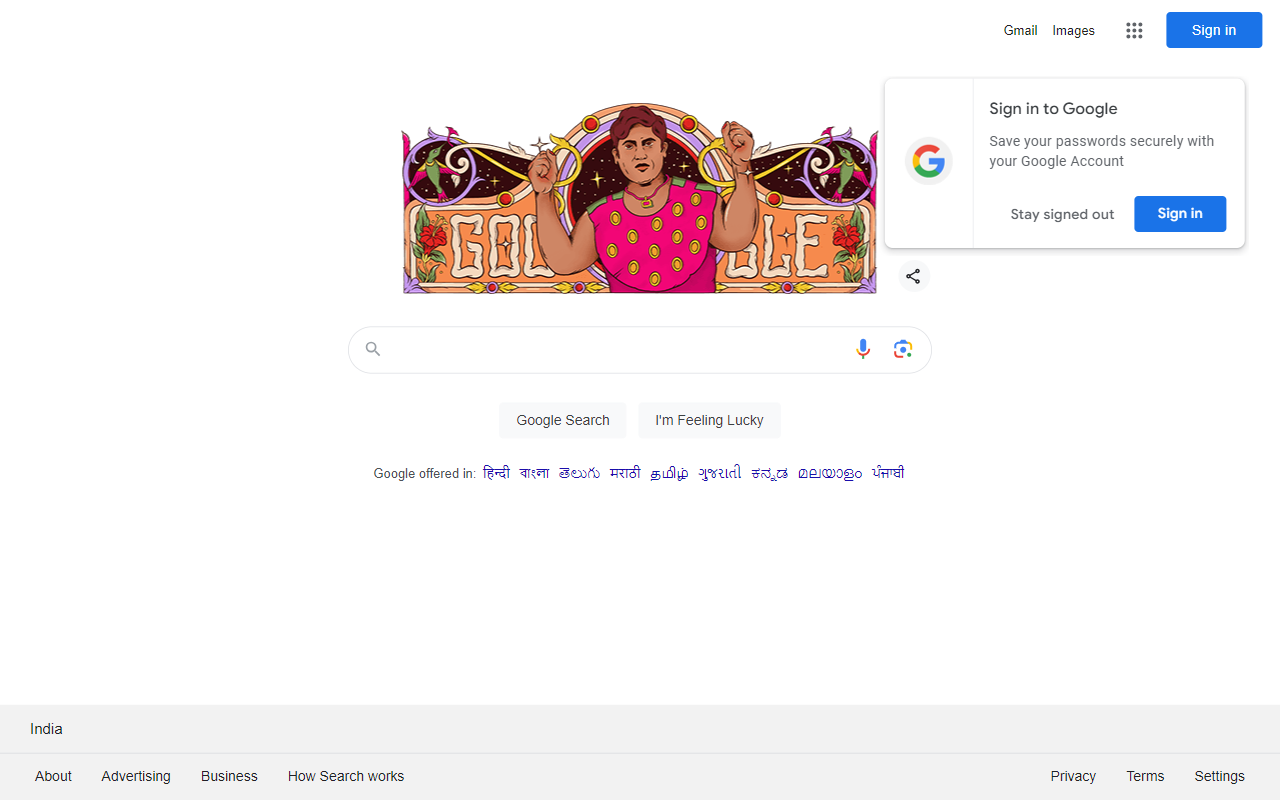 Gmail Images Sign in
GOOGLE
Sign in to Google
Save your passwords securely with
your Google Account
Stay signed out Sign in
Google Search I'm Feeling Lucky
Google offered in: हिन्दी বাংলা తెలుగు मराठी தமிழ் ગુજરાતી ಕನ್ನಡ മലയാളം ਪੰਜਾਬੀ
India
About Advertising Business How Search works Privacy Terms Settings